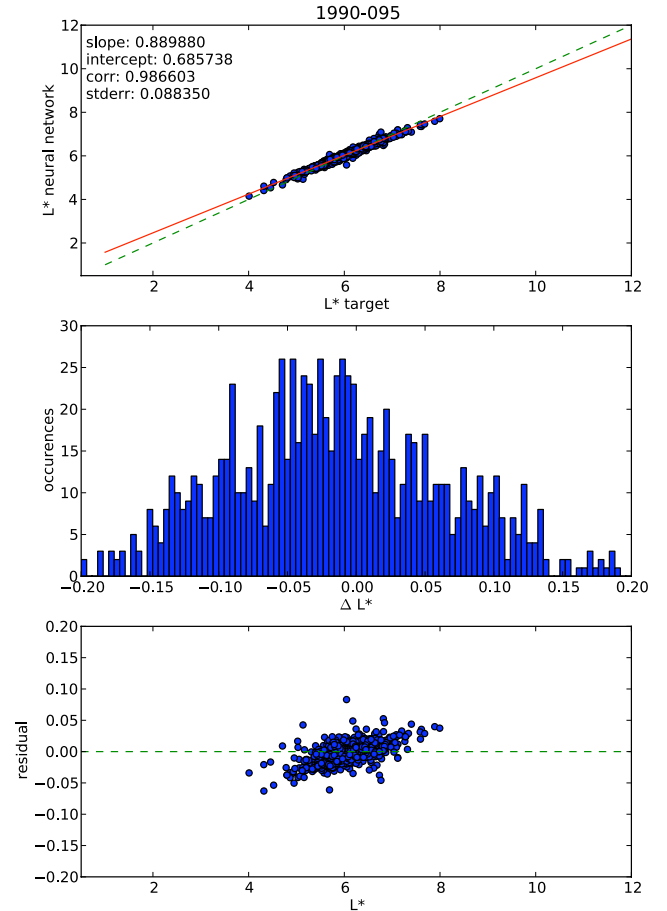 1990-095
slope: 0.889880
intercept: 0.685738
corr: 0.986603
stderr: 0.088350
12
10
8
6
4
2
L* neural network
2 4 6 8 10 12
L* target
30
25
20
15
10
5
0
occurences
−0.20 −0.15 −0.10 −0.05 0.00 0.05 0.10 0.15 0.20
Δ L*
0.20
0.15
0.10
0.05
0.00
−0.05
−0.10
−0.15
−0.20
residual
2 4 6 8 10 12
L*